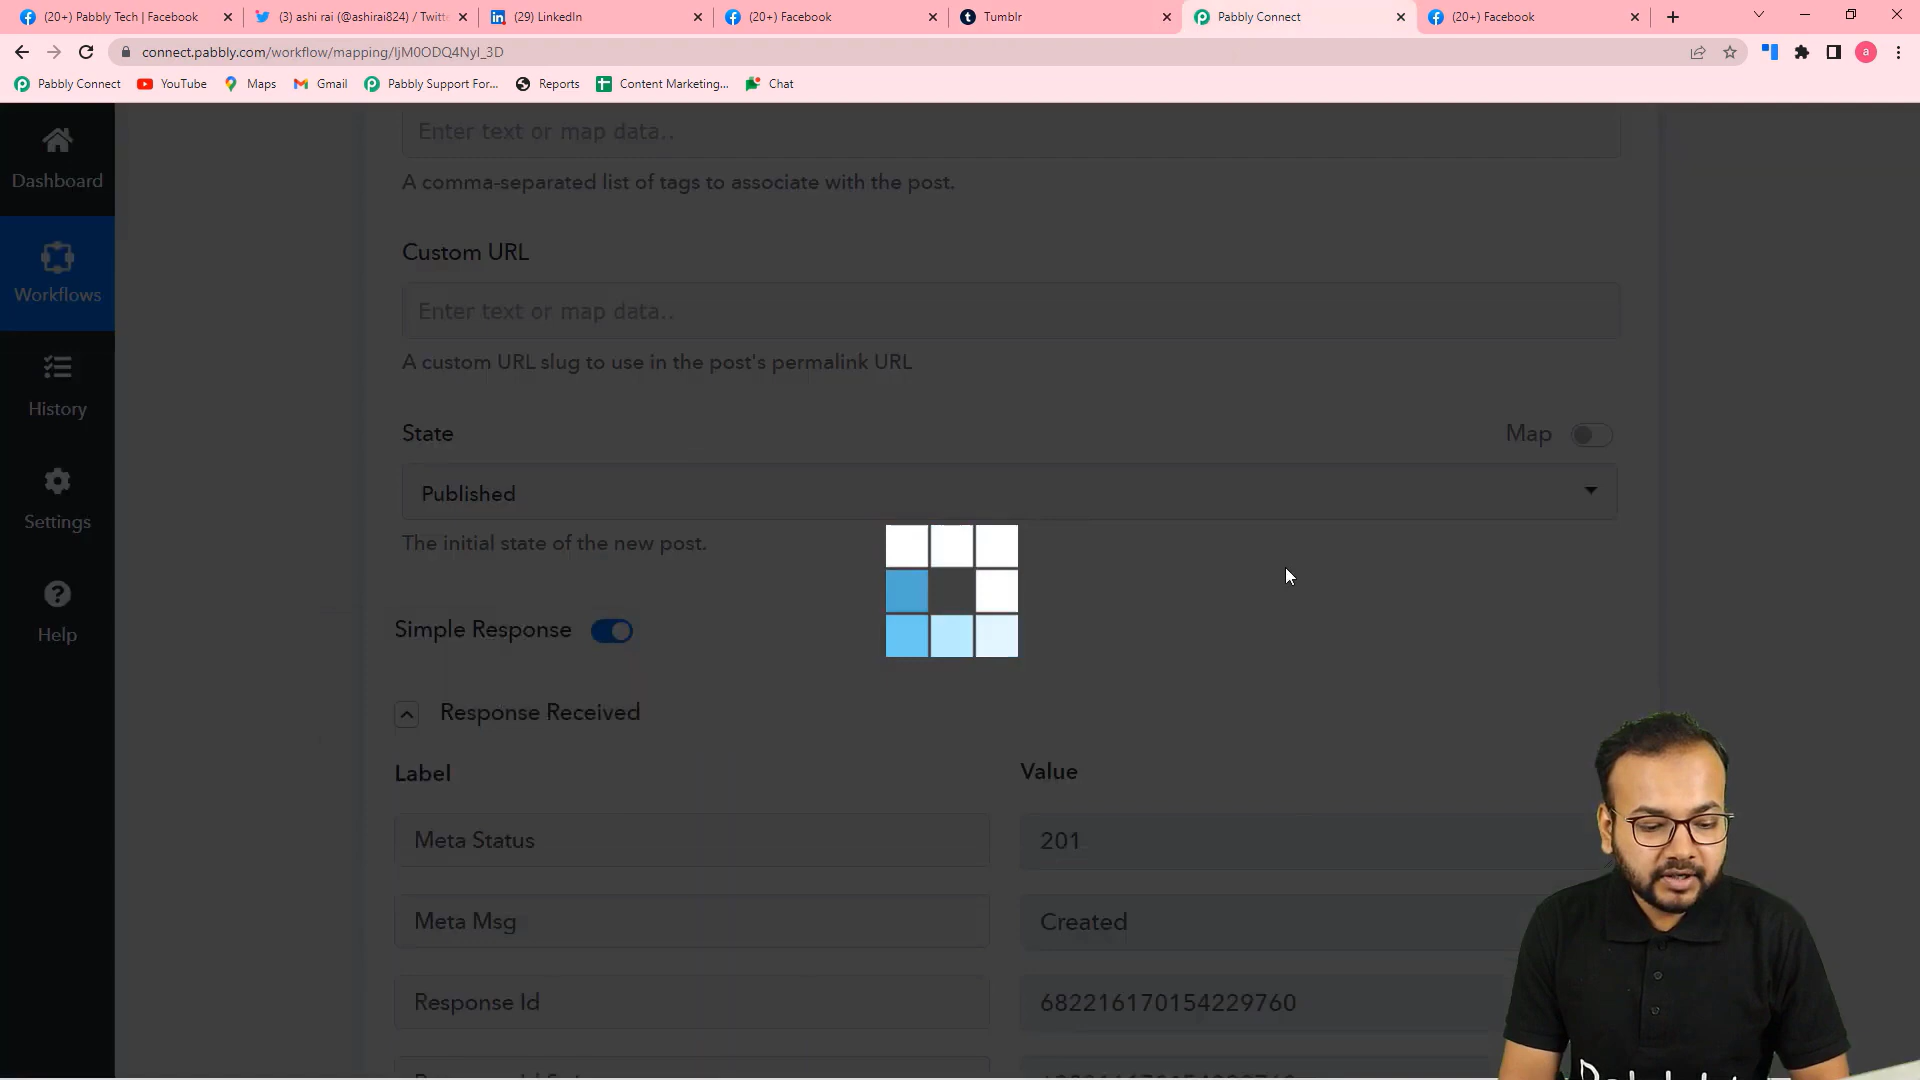 (20+) Pabbly Tech | Facebook
(3) ashi rai (@ashirai824) / Twitte
(29) LinkedIn
(20+) Facebook
Tumblr
Pabbly Connect
(20+) Facebook
connect.pabbly.com/workflow/mapping/IjM0ODQ4NyI_3D
a
Pabbly Connect
YouTube
Maps
Gmail
Pabbly Support For...
Reports
Content Marketing...
Chat
Dashboard
Workflows
History
Settings
Help
Enter text or map data..
A comma-separated list of tags to associate with the post.
Custom URL
Enter text or map data..
A custom URL slug to use in the post's permalink URL
State
Map
Published
The initial state of the new post.
Simple Response
Response Received
Label
Value
Meta Status
201
Meta Msg
Created
Response Id
682216170154229760